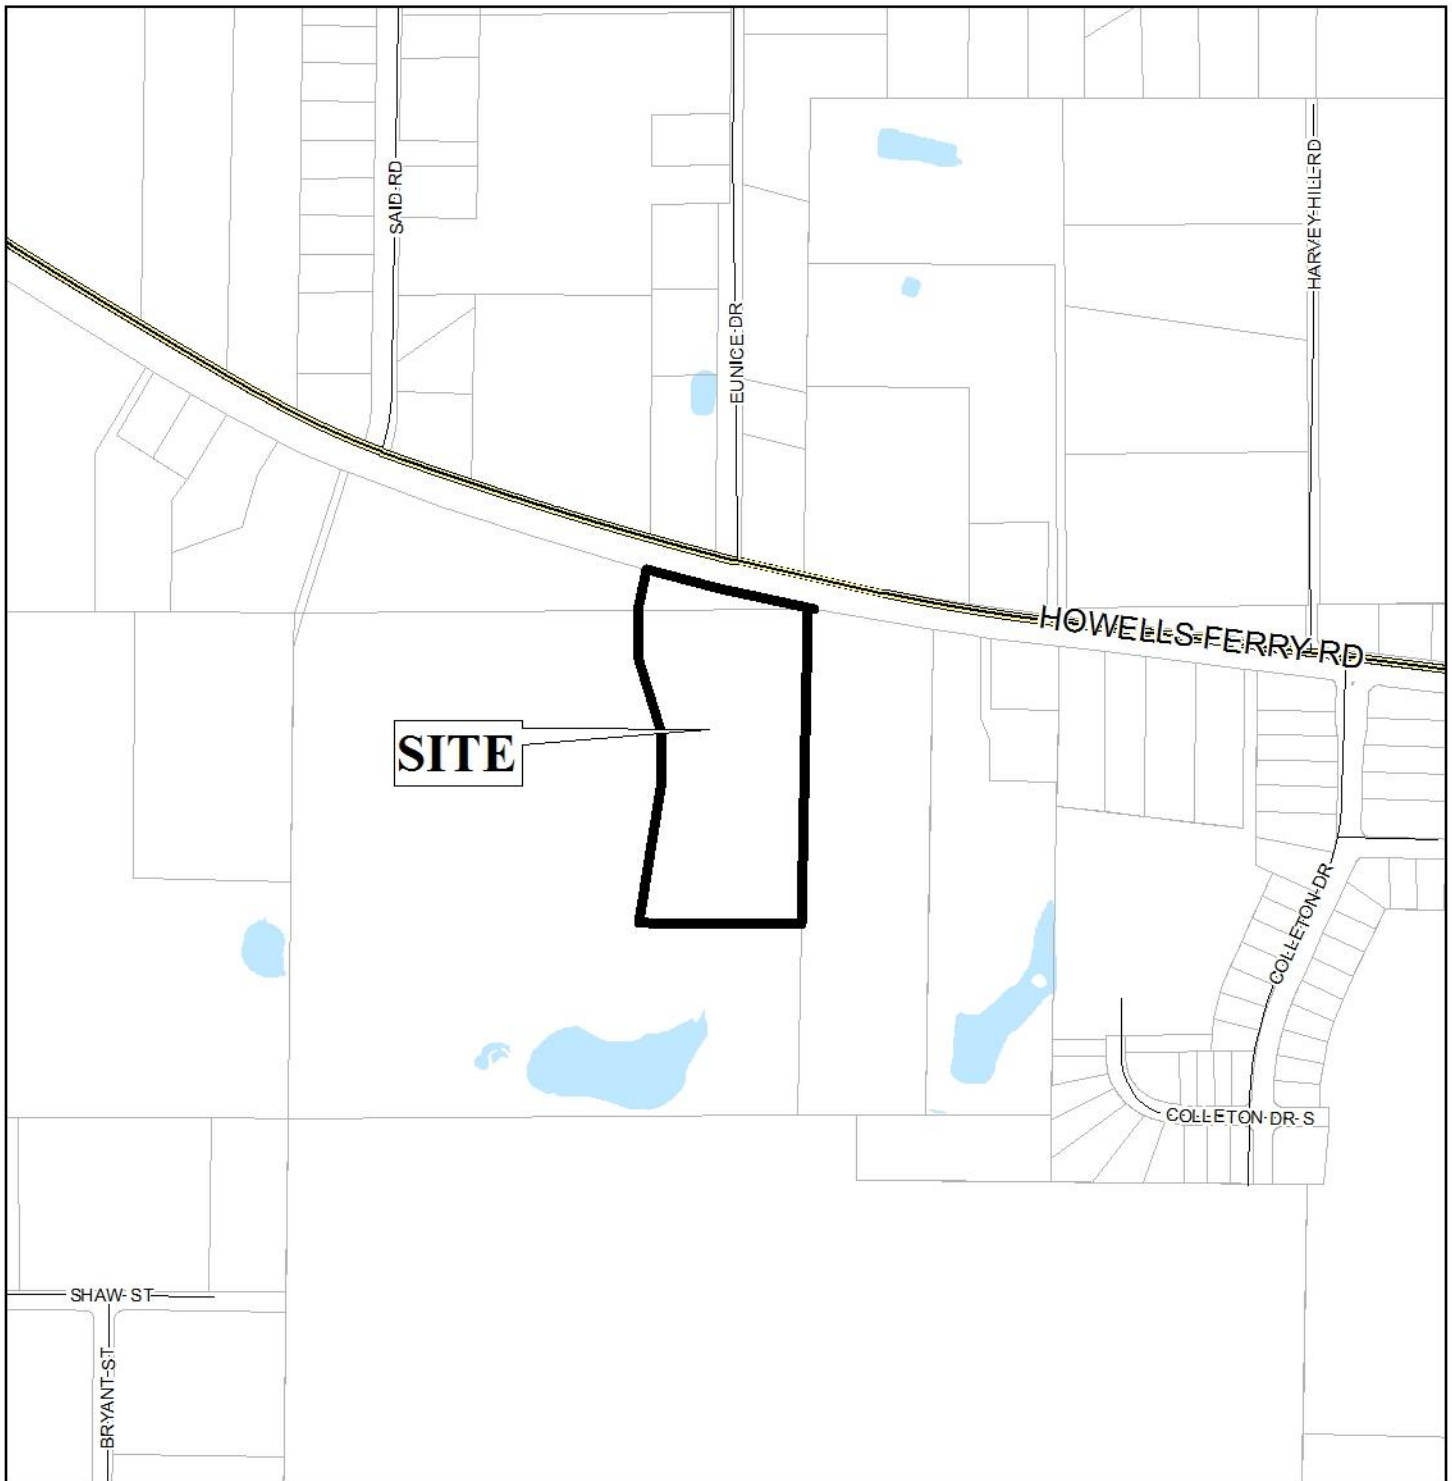 SAID RD
HARVEY HILL RD
EUNICE DR
HOWELLS FERRY RD
SITE
COLLETON DR
COLLETON DR S
SHAW ST
BRYANT ST